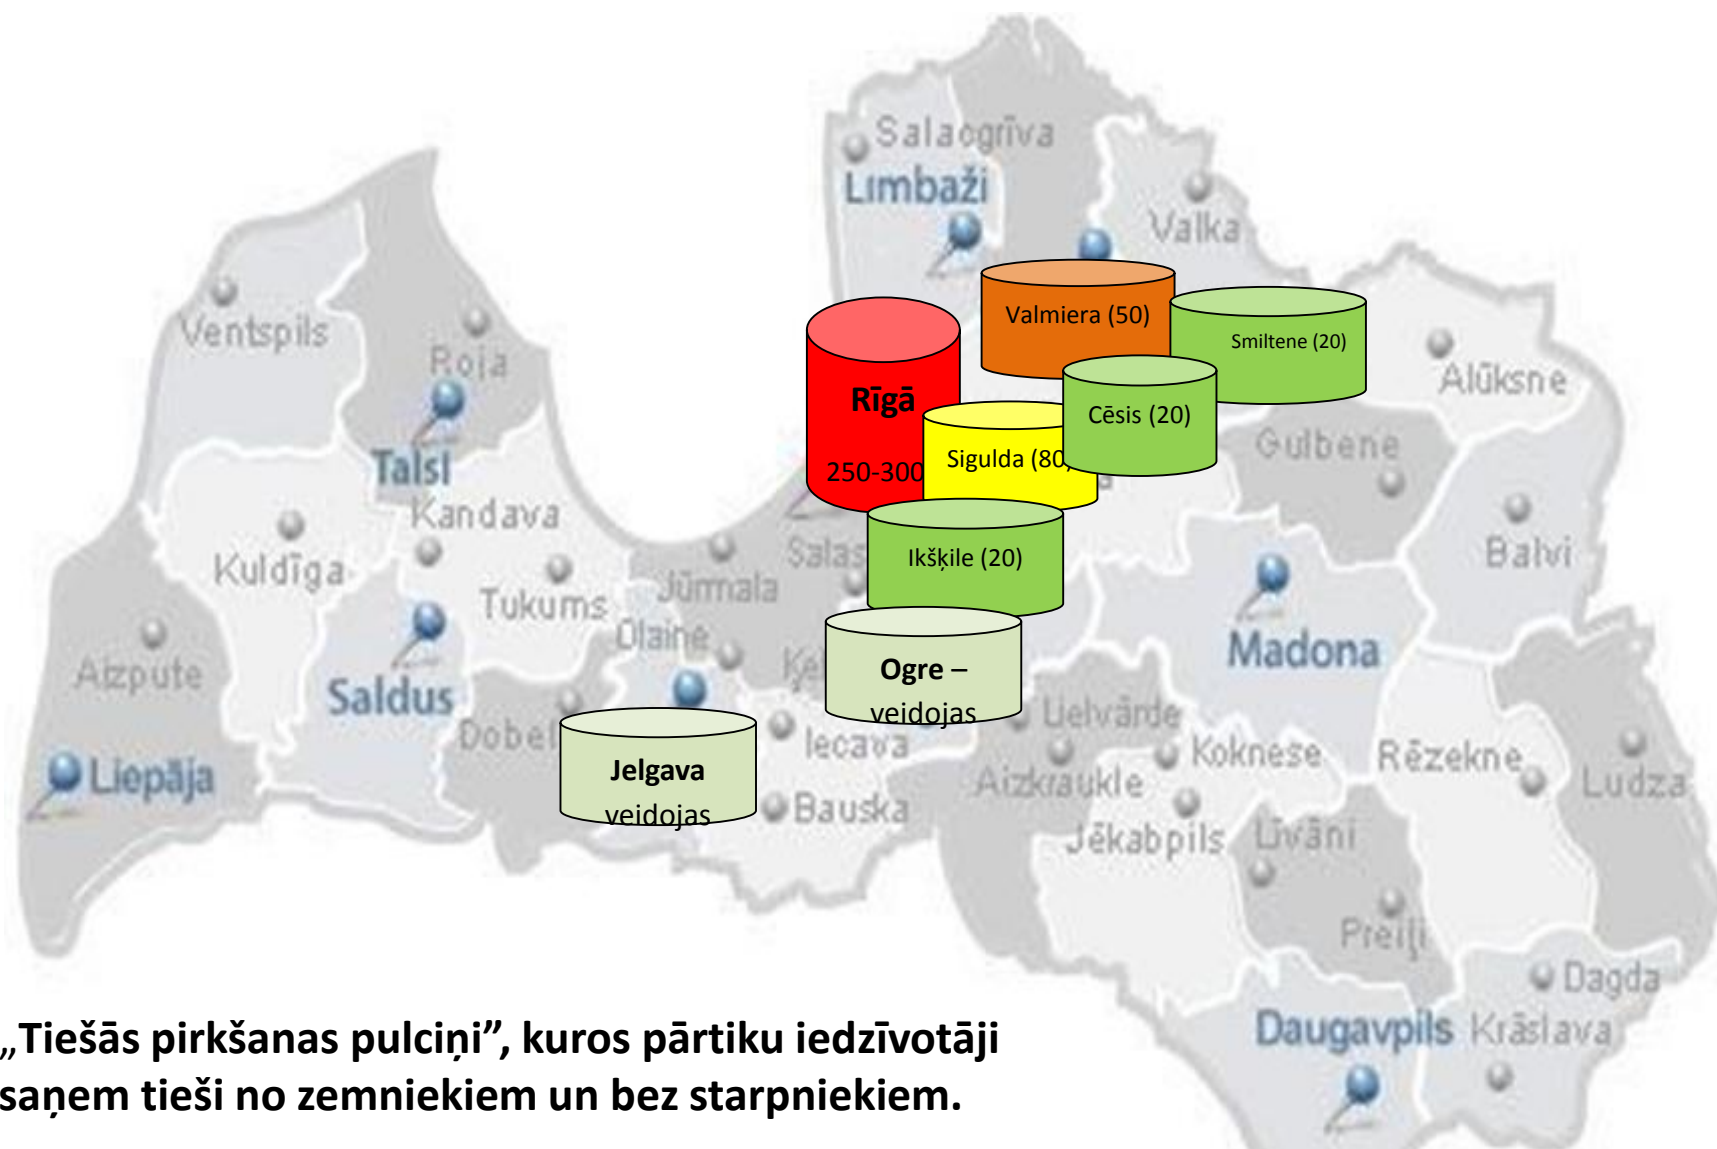 Salacgrīva
Limbaži
Valka
Ventspils
Roja
Valmiera (50)
Smiltene (20)
Alūksne
Rīgā
250-300
Cēsis (20)
Sigulda (80)
Gulbene
Talsi
Kandava
Kuldīga
Tukums
Jūrmala
Salas
Ikšķile (20)
Balvi
Olaine
Aizpute
Saldus
Madona
Ogre –
veidojas
Dobel
Iecava
Lielvārde
Koknese
Rēzekne
Ludza
Liepāja
Jelgava
veidojas
Aizkraukle
Bauska
Jēkabpils
Līvāni
Preiļi
Dagda
Daugavpils
Krāslava
„Tiešās pirkšanas pulciņi”, kuros pārtiku iedzīvotāji
saņem tieši no zemniekiem un bez starpniekiem.